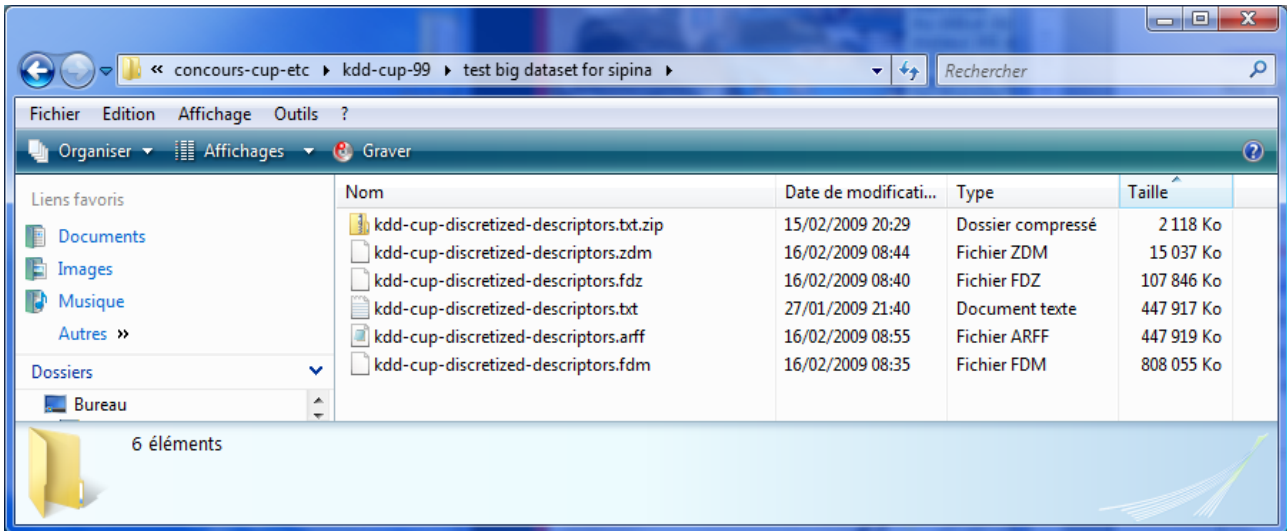 « concours-cup-etc ▸ kdd-cup-99 ▸ test big dataset for sipina ▸ Rechercher
Fichier Edition Affichage Outils ?
Organiser Affichages Graver
Liens favoris
Documents
Images
Musique
Autres »
Dossiers
Bureau
Nom Date de modificati... Type Taille
kdd-cup-discretized-descriptors.txt.zip 15/02/2009 20:29 Dossier compressé 2 118 Ko
kdd-cup-discretized-descriptors.zdm 16/02/2009 08:44 Fichier ZDM 15 037 Ko
kdd-cup-discretized-descriptors.fdz 16/02/2009 08:40 Fichier FDZ 107 846 Ko
kdd-cup-discretized-descriptors.txt 27/01/2009 21:40 Document texte 447 917 Ko
kdd-cup-discretized-descriptors.arff 16/02/2009 08:55 Fichier ARFF 447 919 Ko
kdd-cup-discretized-descriptors.fdm 16/02/2009 08:35 Fichier FDM 808 055 Ko
6 éléments